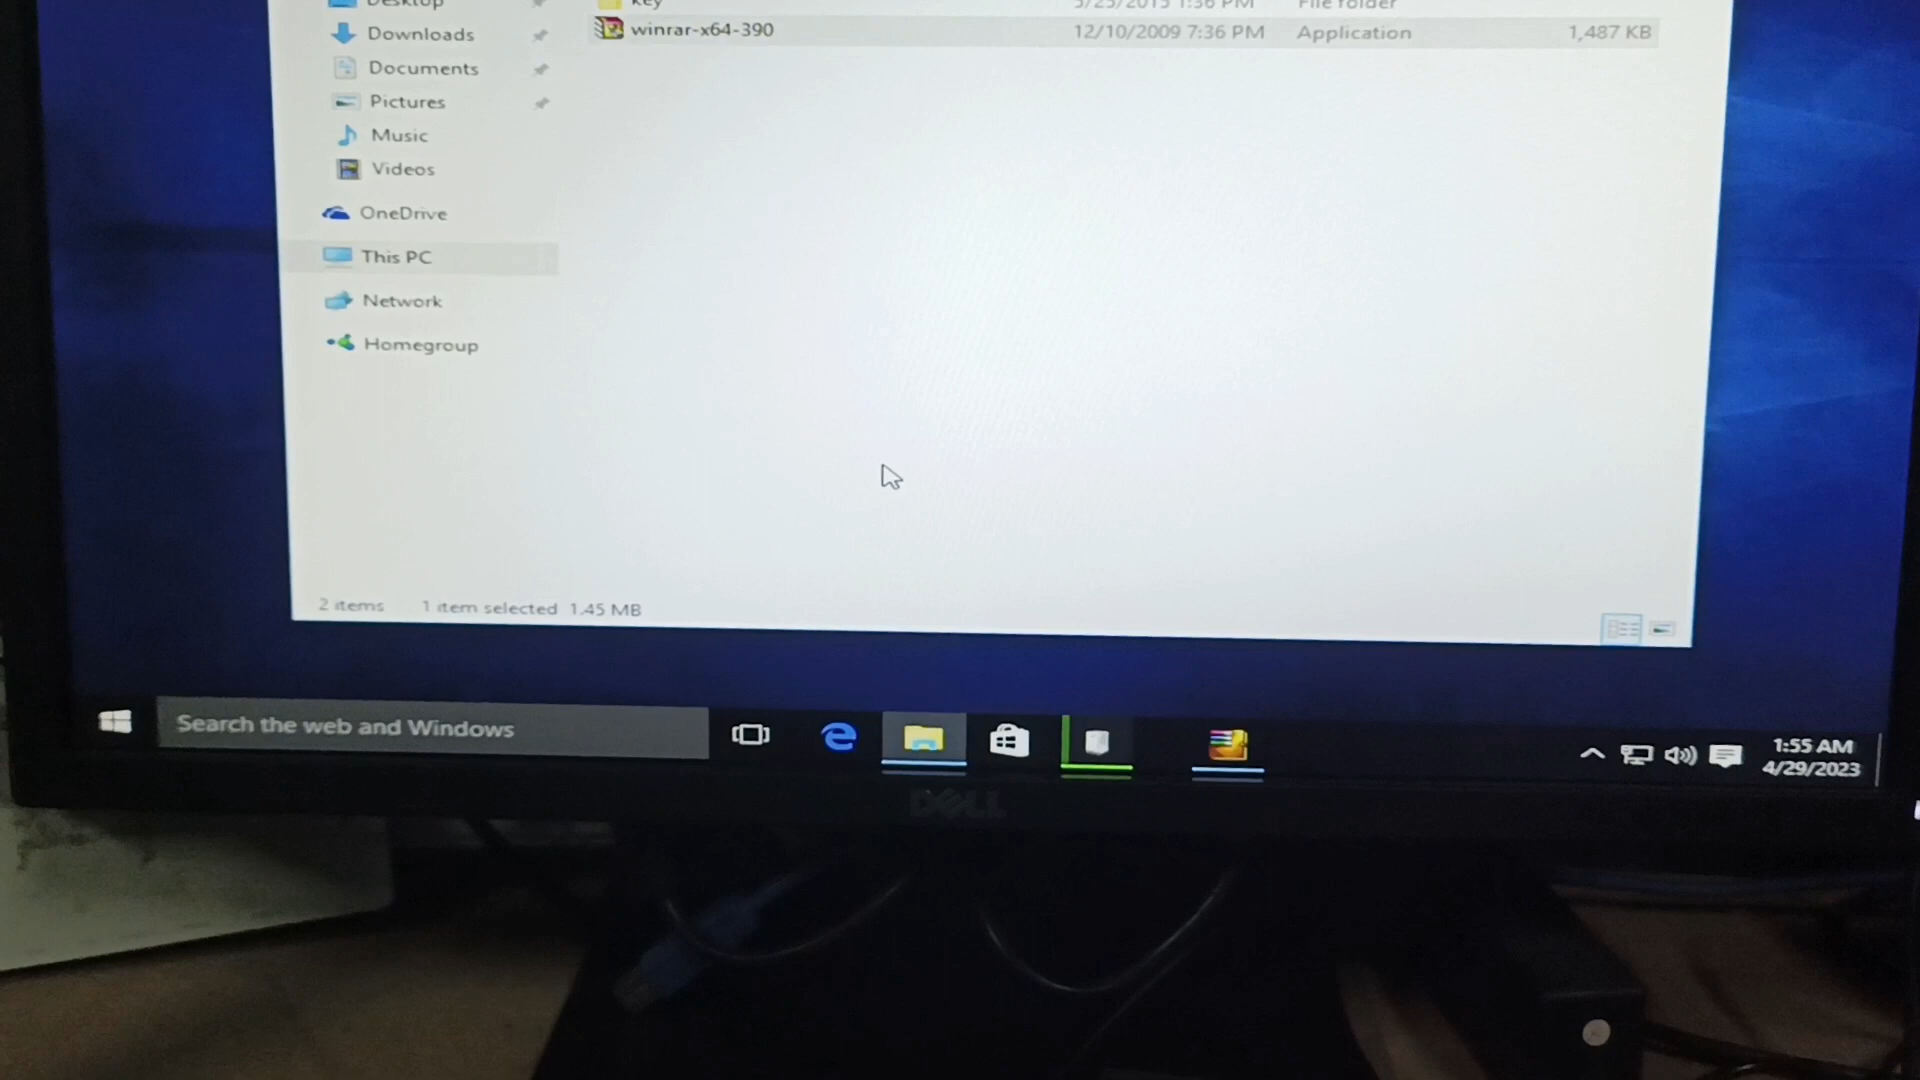 Desktop
key
5/25/2015 1:36 PM
File folder
Downloads
winrar-x64-390
12/10/2009 7:36 PM
Application
1,487 KB
Documents
Pictures
Music
Videos
OneDrive
This PC
Network
Homegroup
2 items
1 item selected 1.45 MB
Search the web and Windows
1:55 AM
4/29/2023
DELL